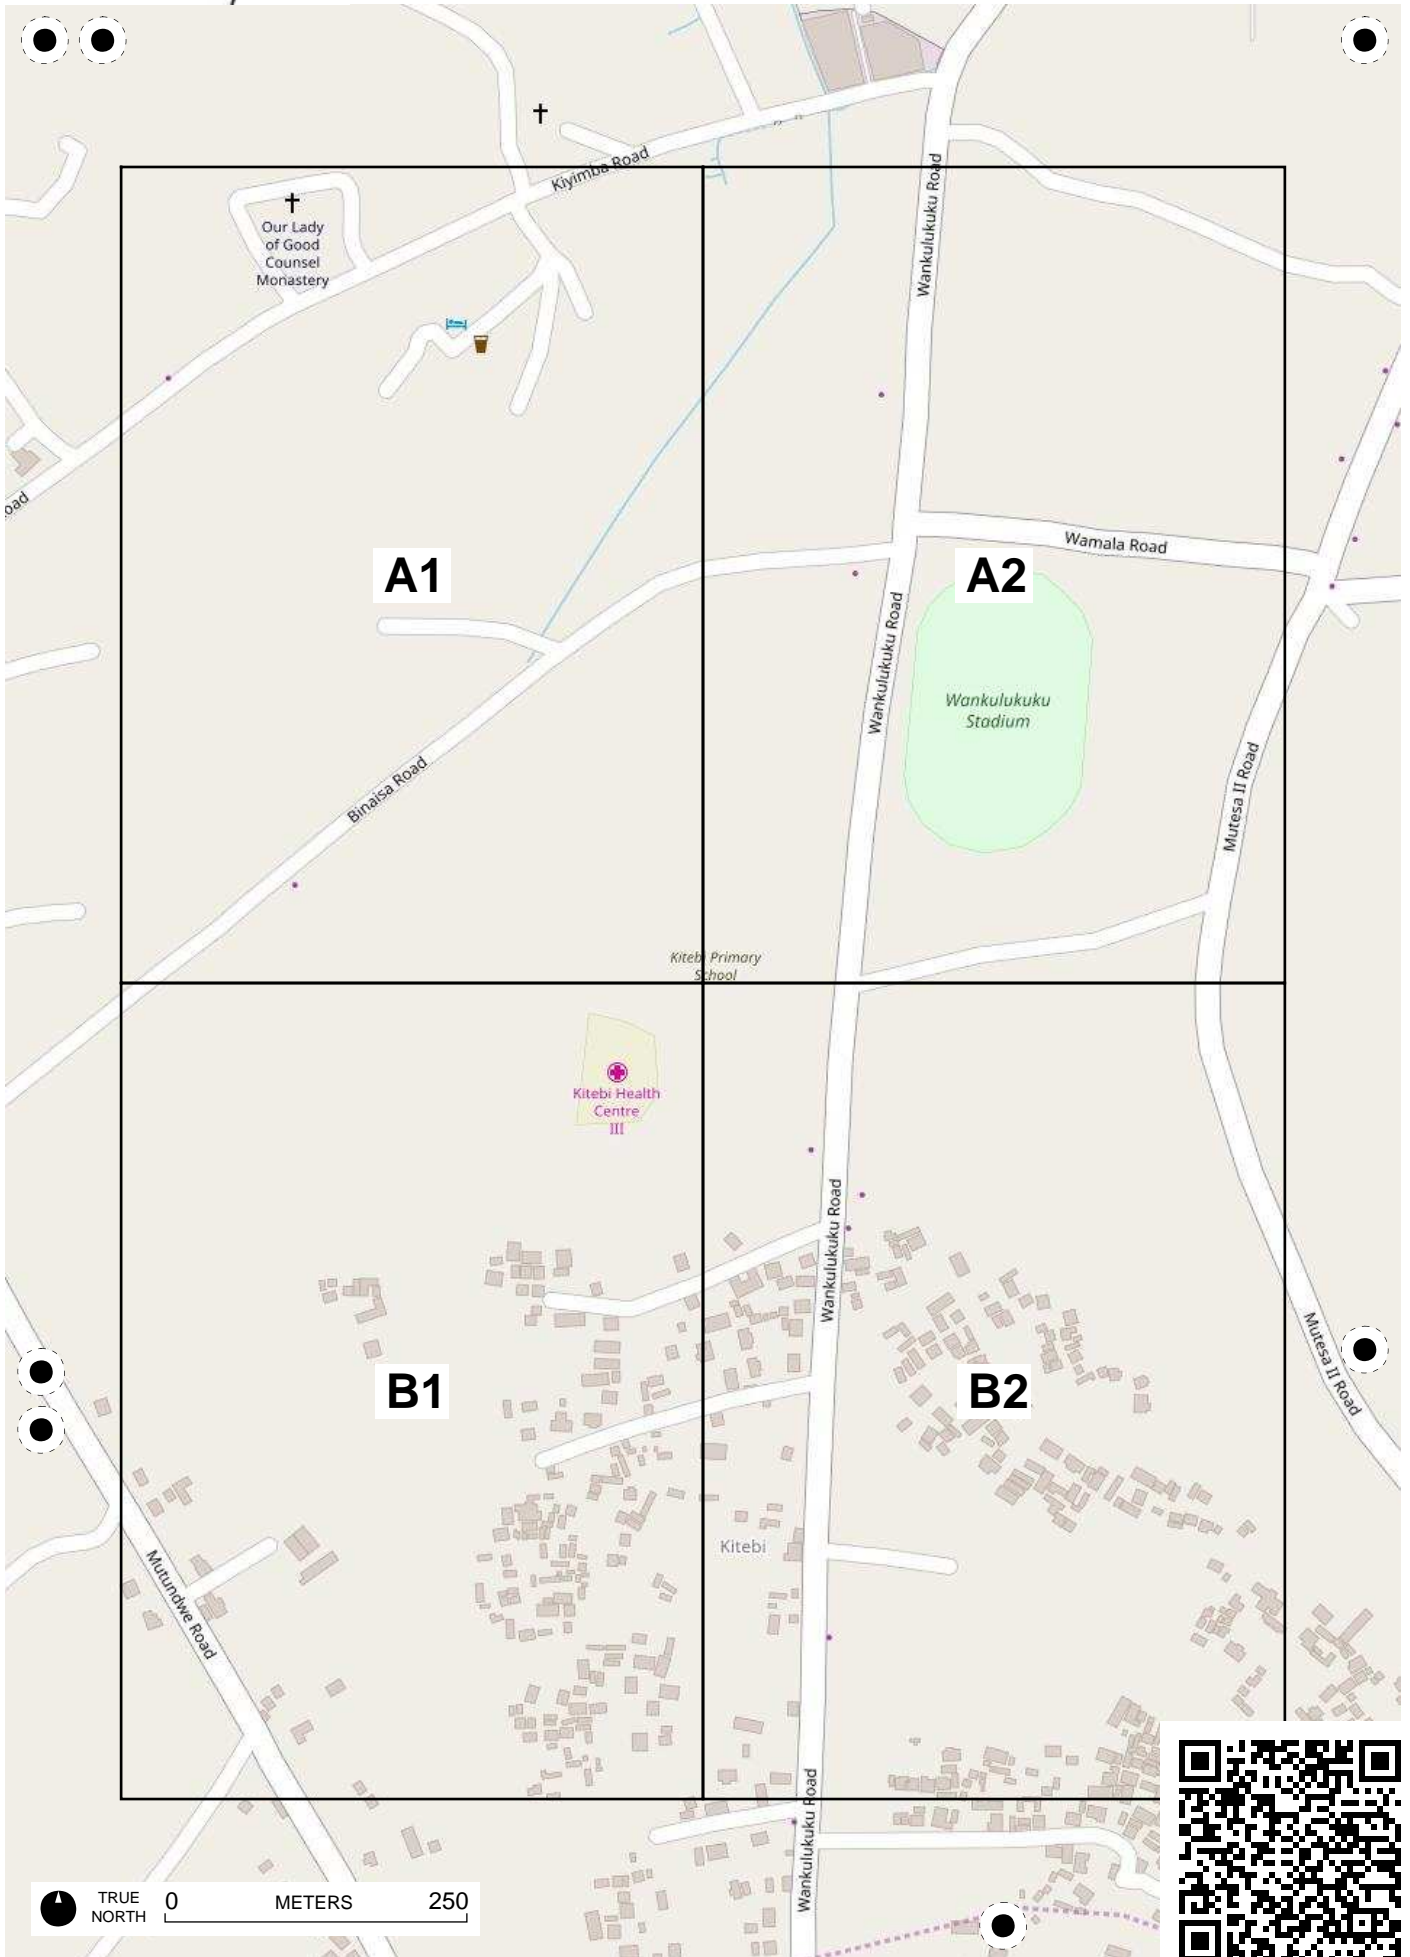 Kiyimba Road
Wankulukuku Road
Our Lady
of Good
Counsel
Monastery
oad
Wamala Road
A1
A2
Wankulukuku Road
Wankulukuku
Stadium
Mutesa II Road
Binaisa Road
Kitebi Primary
School
Kitebi Health
Centre
III
Wankulukuku Road
Mutesa II Road
B1
B2
Kitebi
Mutundwe Road
Wankulukuku Road
TRUE
NORTH
0 METERS 250